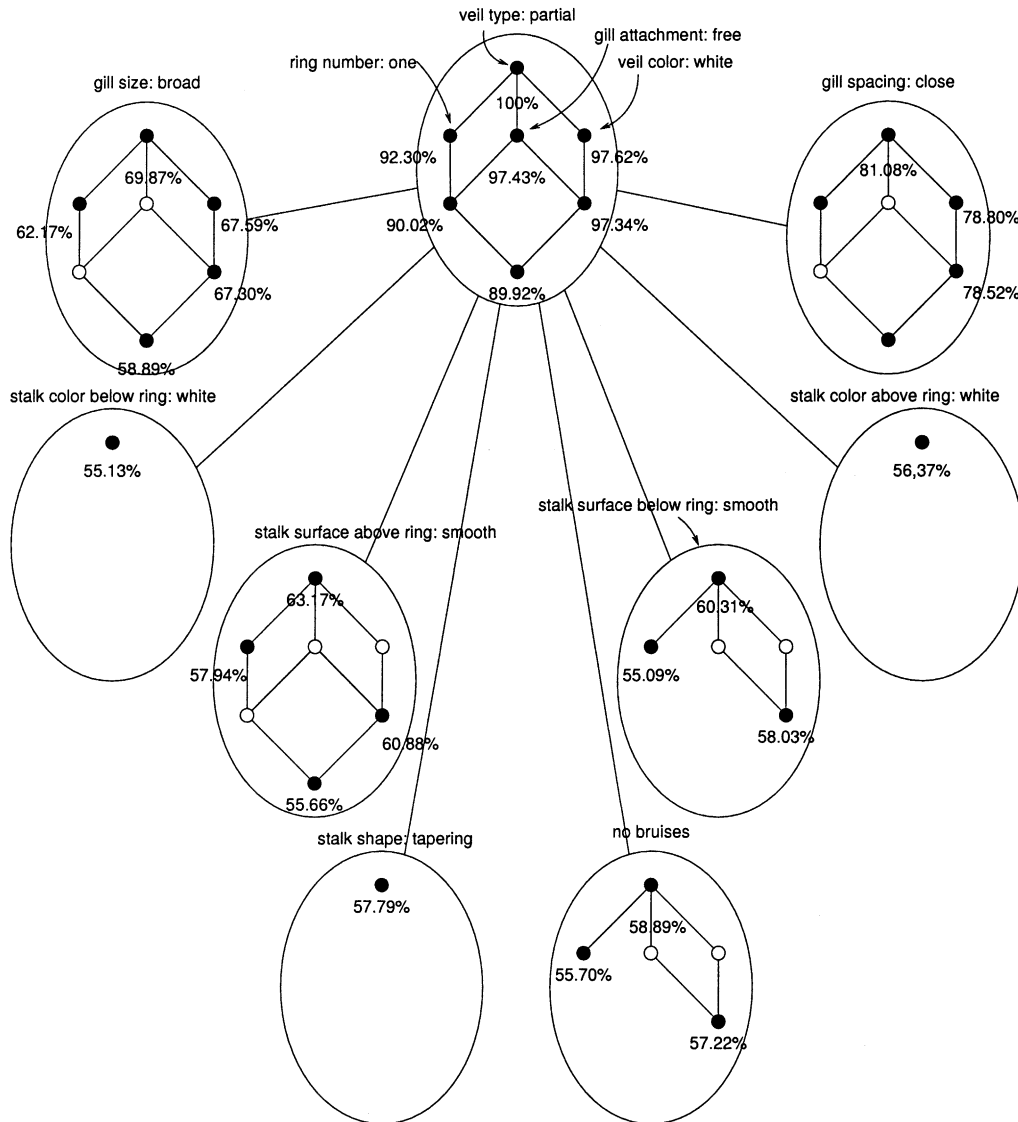 veil type: partial
gill attachment: free
ring number: one
veil color: white
gill size: broad
gill spacing: close
100%
92.30%
97.43%
97.62%
90.02%
97.34%
89.92%
69.87%
62.17%
67.59%
67.30%
58.89%
81.08%
78.80%
78.52%
stalk color below ring: white
55.13%
stalk color above ring: white
56,37%
stalk surface above ring: smooth
63.17%
57.94%
60.88%
55.66%
stalk surface below ring: smooth
60.31%
55.09%
58.03%
stalk shape: tapering
57.79%
no bruises
58.89%
55.70%
57.22%